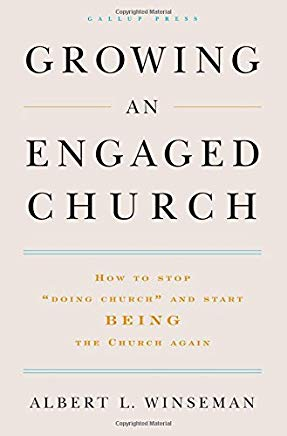 GALLUP PRESS
GROWING
AN
ENGAGED
CHURCH
HOW TO STOP
“DOING CHURCH” AND START
BEING
THE CHURCH AGAIN
ALBERT L. WINSEMAN